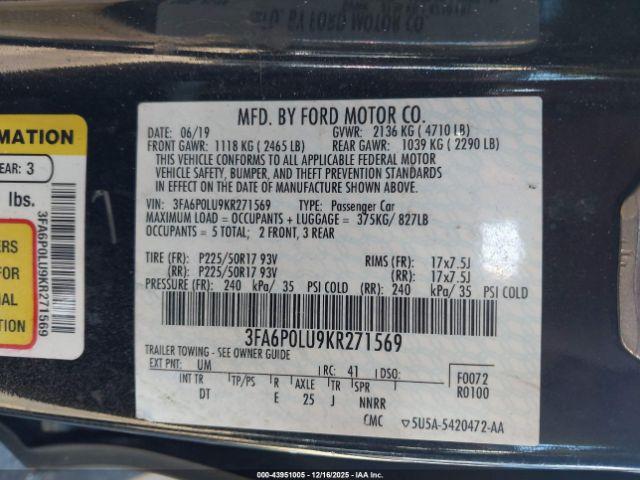 MFD. BY FORD MOTOR CO.
DATE: 06/19 GVWR: 2136 KG ( 4710 LB)
FRONT GAWR: 1118 KG ( 2465 LB) REAR GAWR: 1039 KG ( 2290 LB)
THIS VEHICLE CONFORMS TO ALL APPLICABLE FEDERAL MOTOR
VEHICLE SAFETY, BUMPER, AND THEFT PREVENTION STANDARDS
IN EFFECT ON THE DATE OF MANUFACTURE SHOWN ABOVE.
VIN: 3FA6P0LU9KR271569 TYPE: Passenger Car
MAXIMUM LOAD = OCCUPANTS + LUGGAGE = 375KG/ 827LB
OCCUPANTS = 5 TOTAL; 2 FRONT, 3 REAR
TIRE (FR): P225/50R17 93V RIMS (FR): 17x7.5J
(RR): P225/50R17 93V (RR): 17x7.5J
PRESSURE (FR): 240 kPa/ 35 PSI COLD (RR): 240 kPa/ 35 PSI COLD
3FA6P0LU9KR271569
TRAILER TOWING - SEE OWNER GUIDE
EXT PNT: UM RC: 41 DSO: F0072
INT TR TP/PS R AXLE TR SPR R0100
DT E 25 J NNRR
CMC 5U5A-5420472-AA
RMATION
EAR: 3
lbs.
3FA6P0LU9KR271569
ERS
FOR
NAL
TION
000-43951005 - 12/16/2025 -